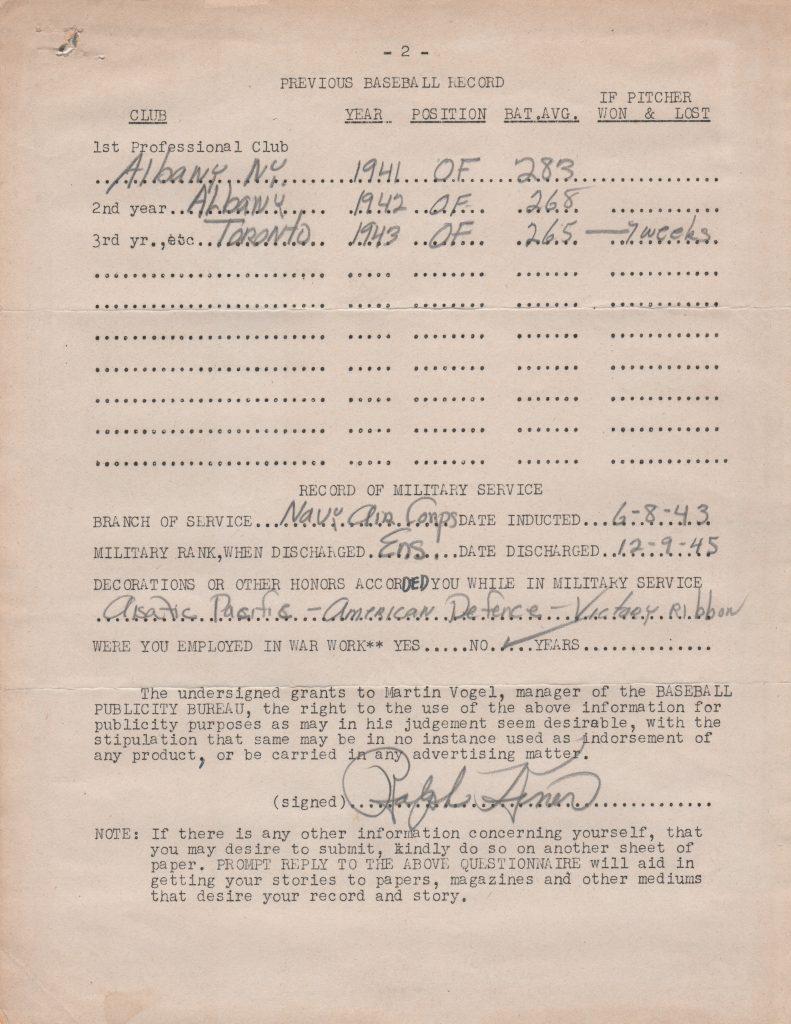 - 2 -
PREVIOUS BASEBALL RECORD
IF PITCHER
CLUB YEAR POSITION BAT.AVG. WON & LOST
1st Professional Club
Albany, N.Y. 1941 OF 283
2nd year.. Albany 1942 OF .268
3rd yr.,etc.. Toronto 1943 OF .265 — 7 weeks
RECORD OF MILITARY SERVICE
BRANCH OF SERVICE...Navy Air Corps DATE INDUCTED...6-8-43
MILITARY RANK,WHEN DISCHARGED.Ens....DATE DISCHARGED..12-9-45
DECORATIONS OR OTHER HONORS ACCORDED YOU WHILE IN MILITARY SERVICE
Asatic Pacific - American Defence - Victory Ribbon
WERE YOU EMPLOYED IN WAR WORK** YES.....NO..✓..YEARS..............
The undersigned grants to Martin Vogel, manager of the BASEBALL
PUBLICITY BUREAU, the right to the use of the above information for
publicity purposes as may in his judgement seem desirable, with the
stipulation that same may be in no instance used as indorsement of
any product, or be carried in any advertising matter.
(signed) Ralph Kiner
NOTE: If there is any other information concerning yourself, that
you may desire to submit, kindly do so on another sheet of
paper. PROMPT REPLY TO THE ABOVE QUESTIONNAIRE will aid in
getting your stories to papers, magazines and other mediums
that desire your record and story.